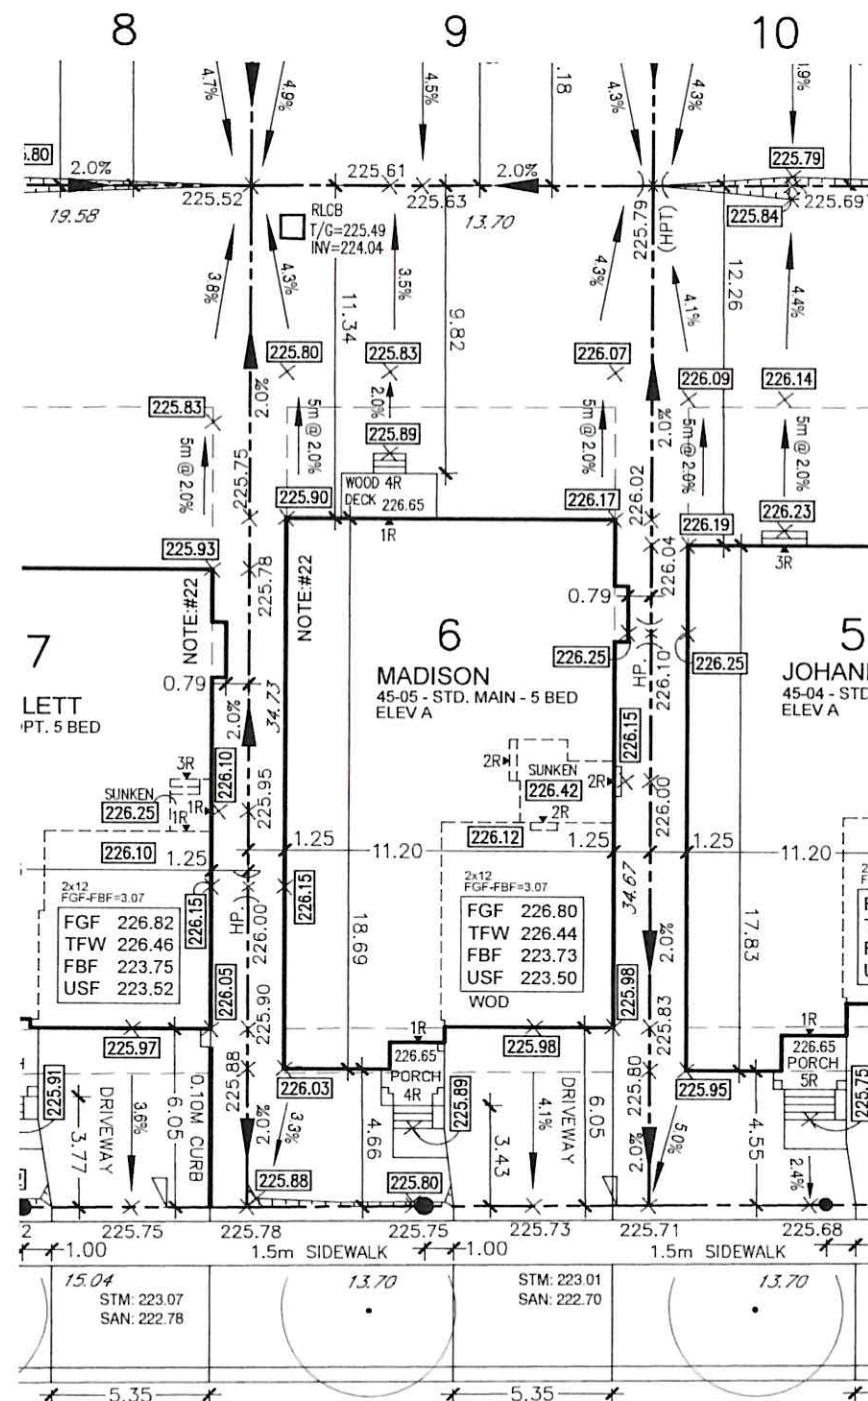 8
9
10
4.7%
4.9%
4.5%
.18
4.3%
4.3%
.9%
5.80
2.0%
225.61
2.0%
225.79
225.52
225.63
225.69
19.58
13.70
RLCB
T/G=225.49
INV=224.04
225.79
(HPT)
225.84
3.8%
4.3%
11.34
3.5%
9.82
4.3%
4.1%
12.26
4.4%
225.80
225.83
226.07
226.09
226.14
225.83
2.0%
2.0%
2.0%
5m @ 2.0%
5m @ 2.0%
5m @ 2.0%
5m @ 2.0%
5m @ 2.0%
225.89
225.75
WOOD 4R
DECK 226.65
225.90
226.17
226.02
226.19
226.23
1R
3R
225.93
225.78
226.04
NOTE:#22
NOTE:#22
0.79
7
6
5
226.25
HP.
226.10
226.25
LETT
PT. 5 BED
MADISON
45-05 - STD. MAIN - 5 BED
ELEV A
JOHAN
45-04 - STD
ELEV A
0.79
2.0%
34.73
3R
SUNKEN
226.25
1R
1R
226.10
225.95
2R
SUNKEN
226.42
2R
2R
226.15
226.00
226.10
226.12
1.25
1.25
11.20
1.25
1.25
11.20
2x12
FGF-FBF=3.07
FGF 226.82
TFW 226.46
FBF 223.75
USF 223.52
226.15
HP.
226.00
226.15
18.69
2x12
FGF-FBF=3.07
FGF 226.80
TFW 226.44
FBF 223.73
USF 223.50
WOD
34.67
2.0%
17.83
226.05
225.90
225.98
225.83
225.97
1R
225.98
1R
225.88
226.03
226.65
PORCH
4R
225.80
225.95
226.65
PORCH
5R
225.91
DRIVEWAY
3.6%
6.05
0.10M CURB
2.0%
3.3%
4.66
225.89
DRIVEWAY
4.1%
6.05
2.0%
5.0%
4.55
225.75
3.77
225.88
225.80
3.43
2.4%
2
225.75
225.78
225.75
225.73
225.71
225.68
1.00
1.5m SIDEWALK
1.00
1.5m SIDEWALK
15.04
13.70
13.70
STM: 223.07
SAN: 222.78
STM: 223.01
SAN: 222.70
5.35
5.35